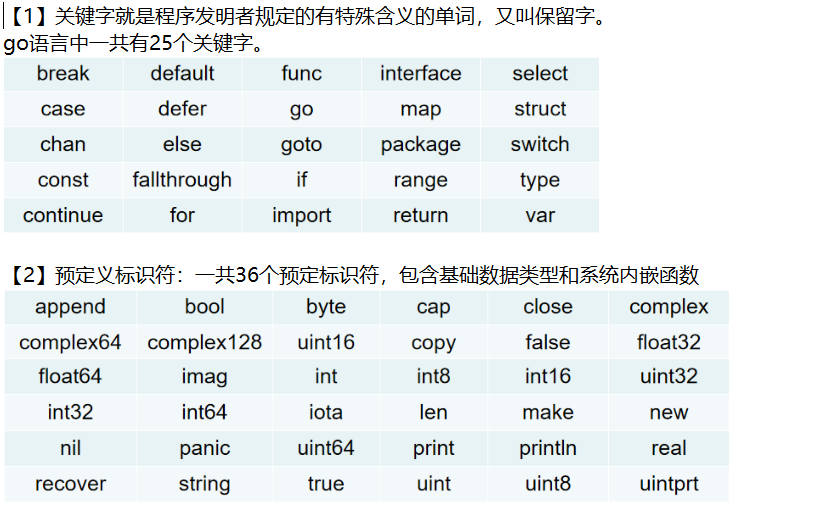 【1】关键字就是程序发明者规定的有特殊含义的单词，又叫保留字。
go语言中一共有25个关键字。
break default func interface select
case defer go map struct
chan else goto package switch
const fallthrough if range type
continue for import return var
【2】预定义标识符：一共36个预定标识符，包含基础数据类型和系统内嵌函数
append bool byte cap close complex
complex64 complex128 uint16 copy false float32
float64 imag int int8 int16 uint32
int32 int64 iota len make new
nil panic uint64 print println real
recover string true uint uint8 uintprt